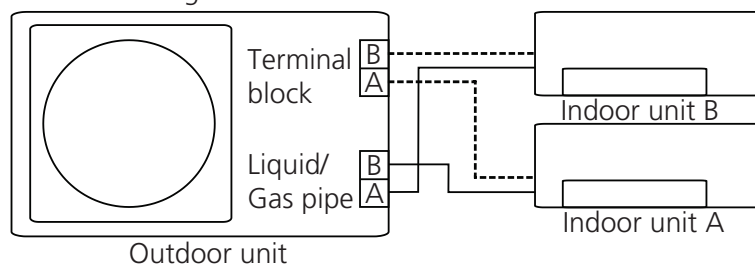 Terminal
block
B
A
Liquid/
Gas pipe
B
A
Outdoor unit
Indoor unit B
Indoor unit A